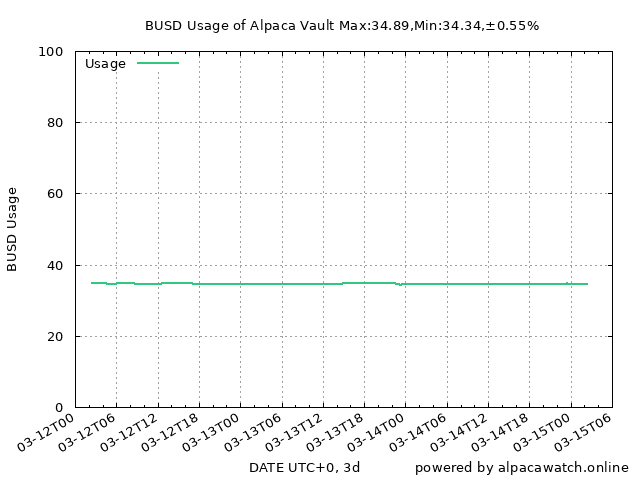 BUSD Usage of Alpaca Vault Max:34.89,Min:34.34,±0.55%
Usage
100
80
60
40
20
0
BUSD Usage
03-12T00
03-12T06
03-12T12
03-12T18
03-13T00
03-13T06
03-13T12
03-13T18
03-14T00
03-14T06
03-14T12
03-14T18
03-15T00
03-15T06
DATE UTC+0, 3d
powered by alpacawatch.online